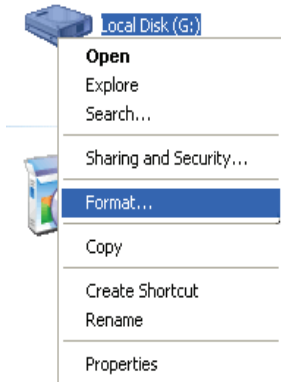 Local Disk (G:)
Open
Explore
Search...
Sharing and Security...
Format...
Copy
Create Shortcut
Rename
Properties